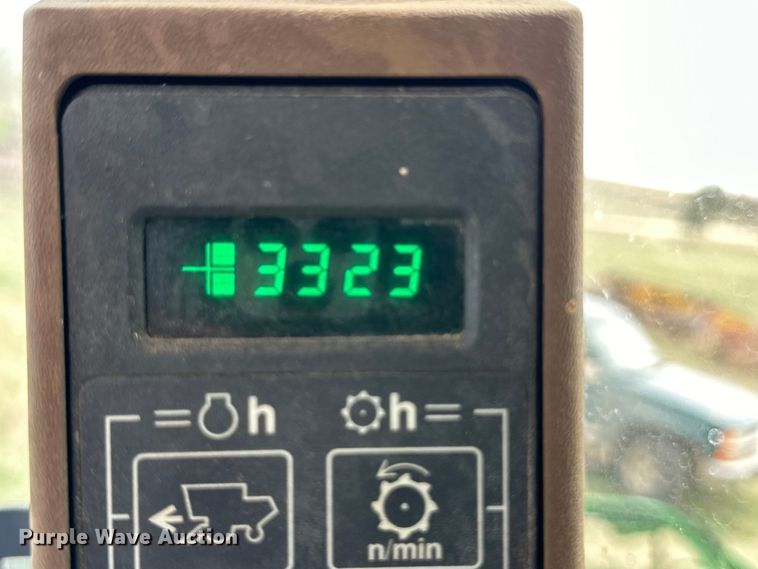 3323
= h h =
n/min
Purple Wave Auction